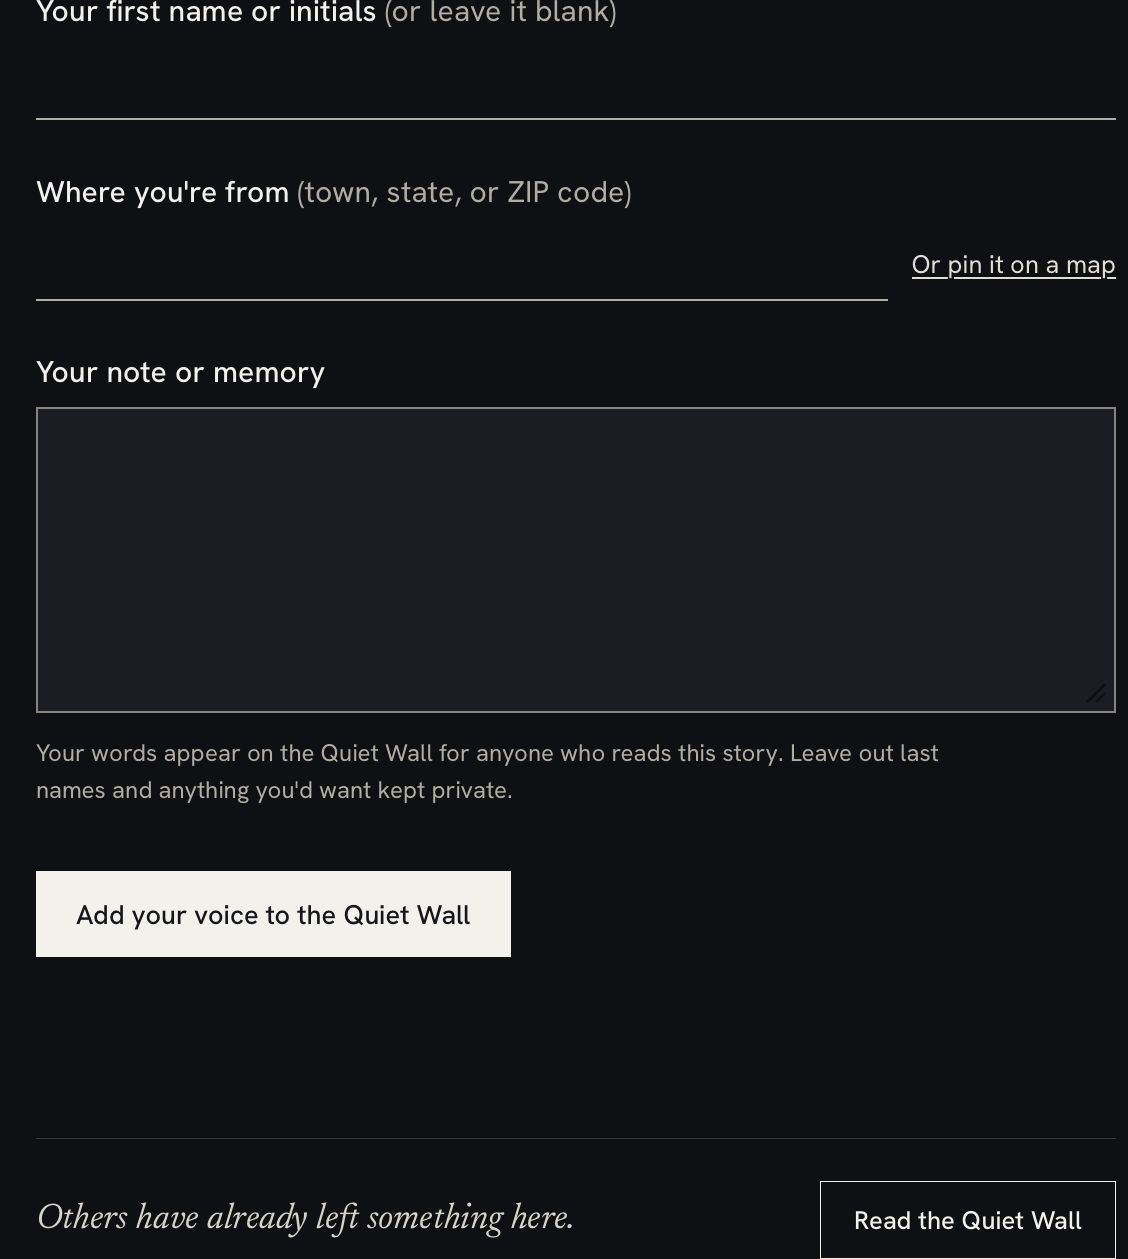 Your first name or initials (or leave it blank)
Where you're from (town, state, or ZIP code)
Or pin it on a map
Your note or memory
Your words appear on the Quiet Wall for anyone who reads this story. Leave out last
names and anything you'd want kept private.
Add your voice to the Quiet Wall
Others have already left something here.
Read the Quiet Wall